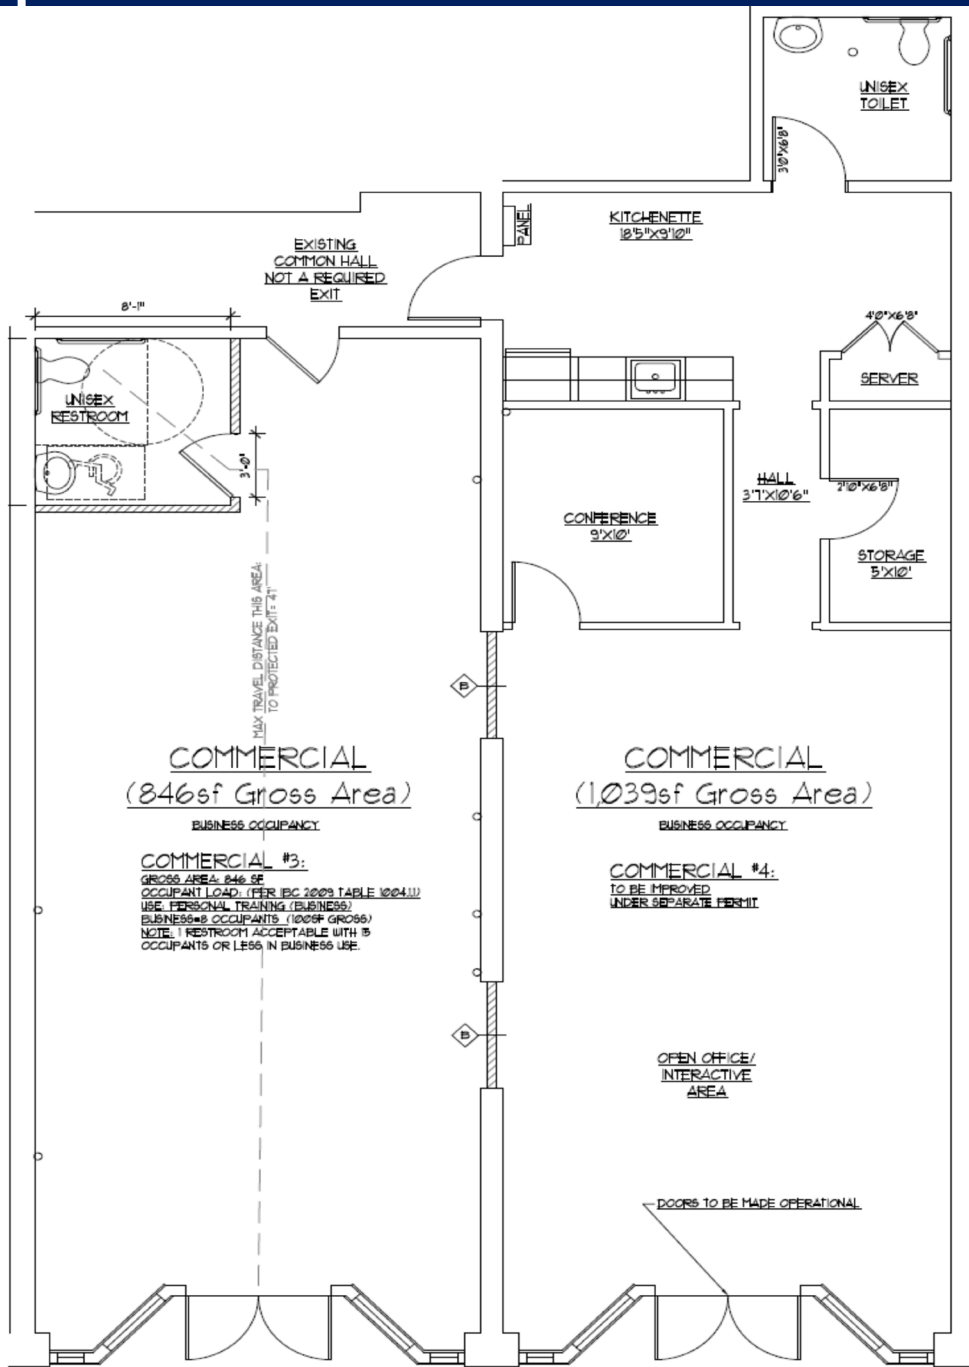 UNISEX
TOILET
3'0"X6'8"
PANEL
KITCHENETTE
18'5"X9'10"
EXISTING
COMMON HALL
NOT A REQUIRED
EXIT
8'-1"
4'0"X6'8"
SERVER
UNISEX
RESTROOM
3'-0"
HALL
3'7"X10'6"
2'10"X6'8"
CONFERENCE
9'X10'
STORAGE
5'X10'
MAX TRAVEL DISTANCE THIS AREA:
TO PROTECTED EXIT= 47'
B
COMMERCIAL
(846sf Gross Area)
BUSINESS OCCUPANCY
COMMERCIAL #3:
GROSS AREA: 846 SF
OCCUPANT LOAD: (PER IBC 2009 TABLE 1004.1.1)
USE: PERSONAL TRAINING (BUSINESS)
BUSINESS=8 OCCUPANTS (100SF GROSS)
NOTE: 1 RESTROOM ACCEPTABLE WITH 15
OCCUPANTS OR LESS IN BUSINESS USE.
COMMERCIAL
(1,039sf Gross Area)
BUSINESS OCCUPANCY
COMMERCIAL #4:
TO BE IMPROVED
UNDER SEPARATE PERMIT
B
OPEN OFFICE/
INTERACTIVE
AREA
DOORS TO BE MADE OPERATIONAL